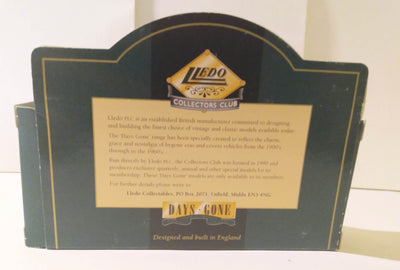 LLEDO
COLLECTORS CLUB
Lledo PLC is an established British manufacturer committed to designing
and building the finest choice of vintage and classic models available today.
The 'Days Gone' range has been specially created to reflect the charm,
grace and nostalgia of bygone eras and covers vehicles from the 1900's
through to the 1960's.
Run directly by Lledo PLC, the Collectors Club was formed in and
produces exclusive quarterly, annual and other special models for its
membership. These 'Days Gone' models are only available to its members.
For further details please write to:
Lledo Collectables, PO Box Enfield, Middx EN3 4NG.
DAYS GONE
Designed and built in England